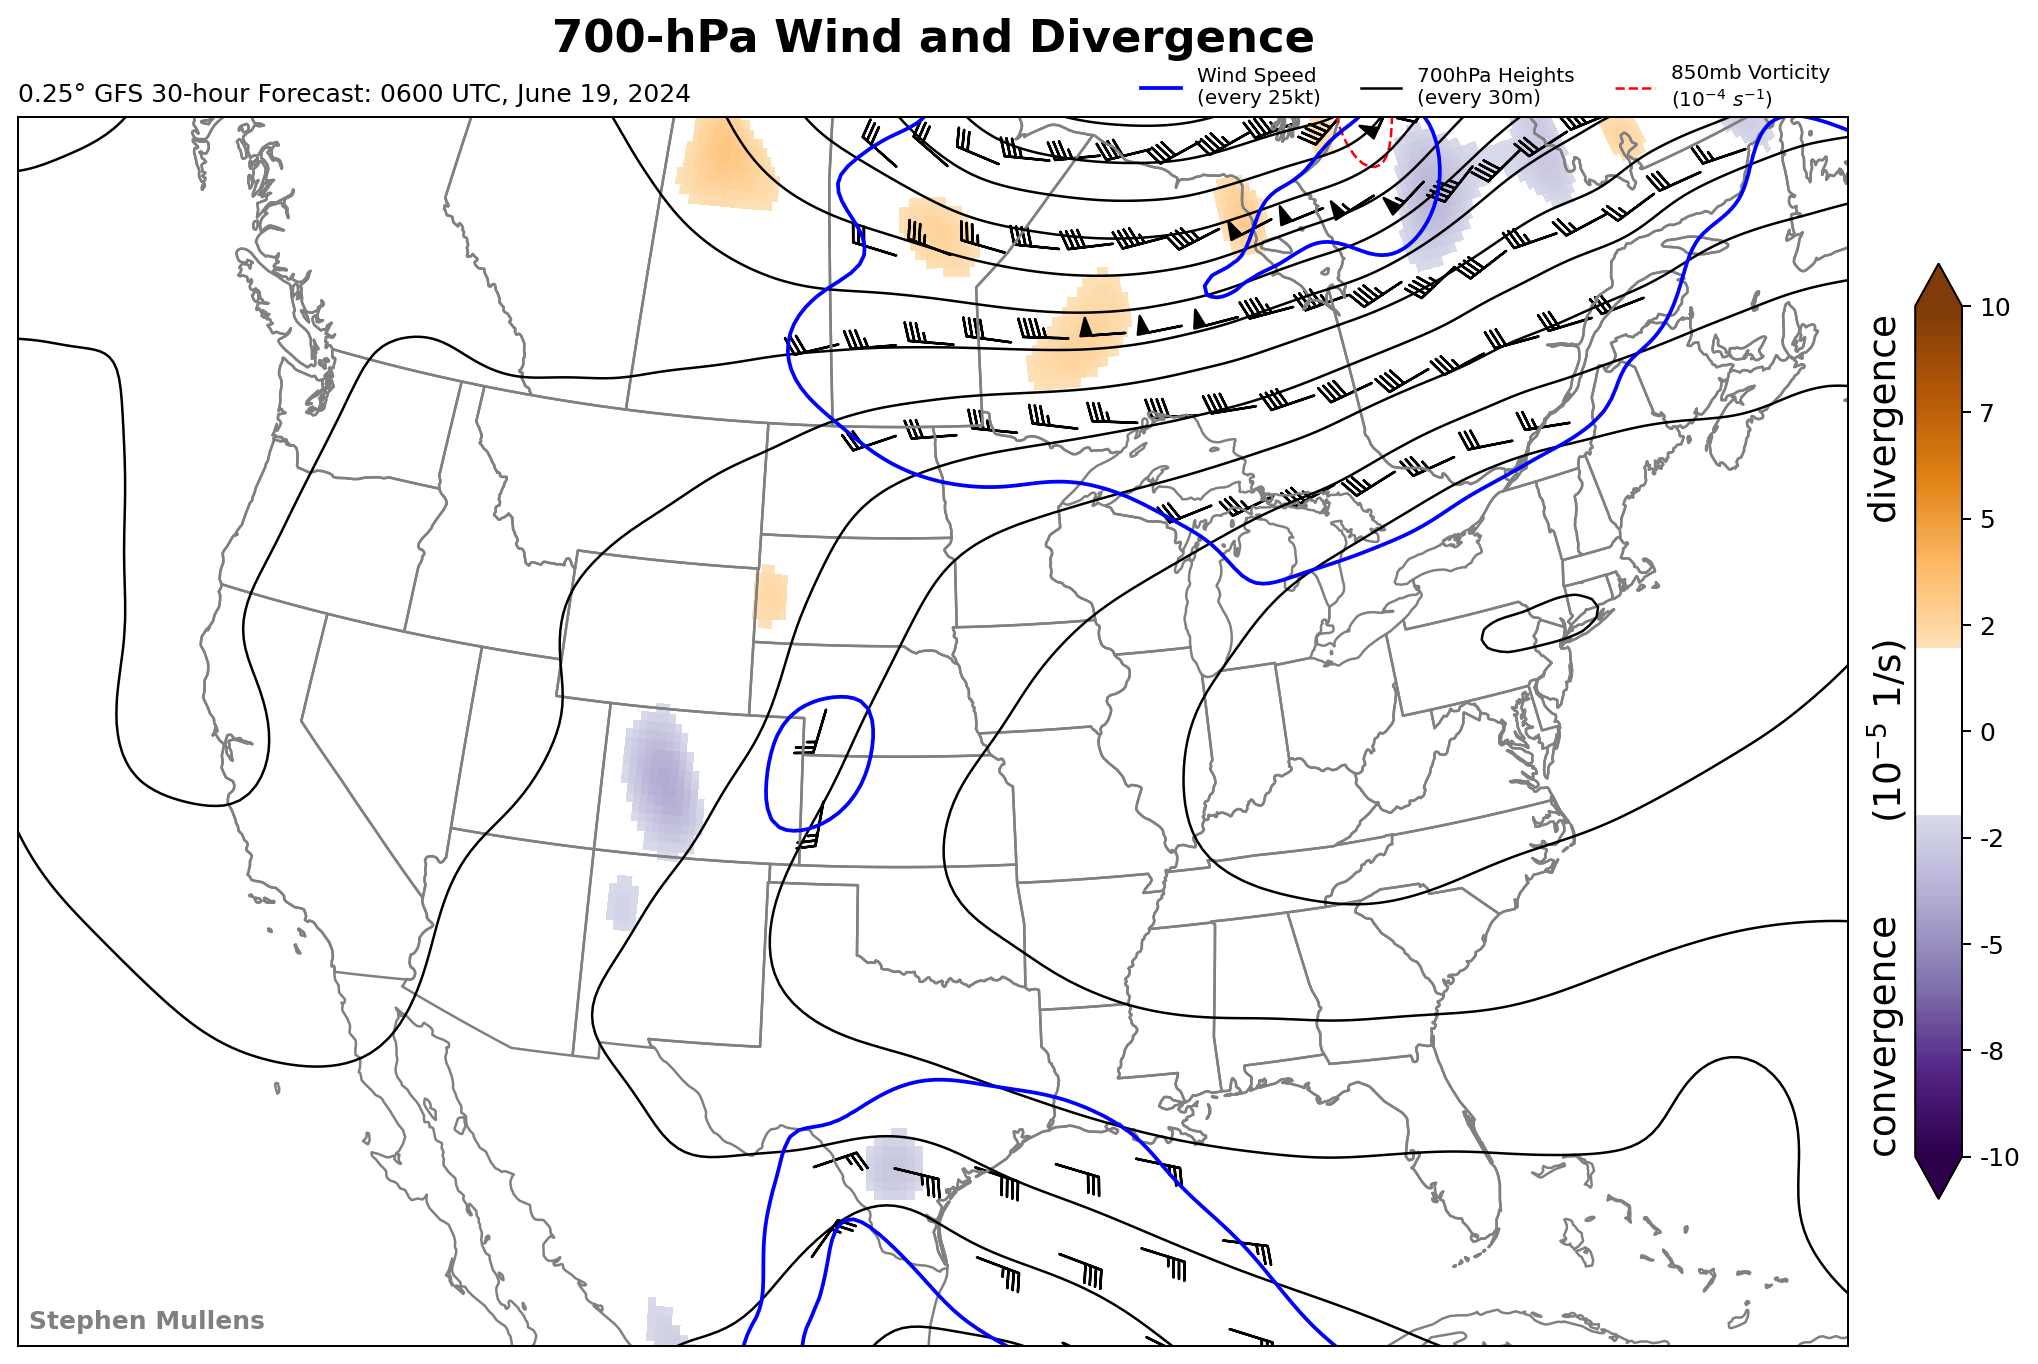 700-hPa Wind and Divergence
0.25° GFS 30-hour Forecast: 0600 UTC, June 19, 2024
Wind Speed
(every 25kt)
700hPa Heights
(every 30m)
850mb Vorticity
(10⁻⁴ s⁻¹)
10
7
5
2
0
-2
-5
-8
-10
convergence (10⁻⁵ 1/s) divergence
Stephen Mullens